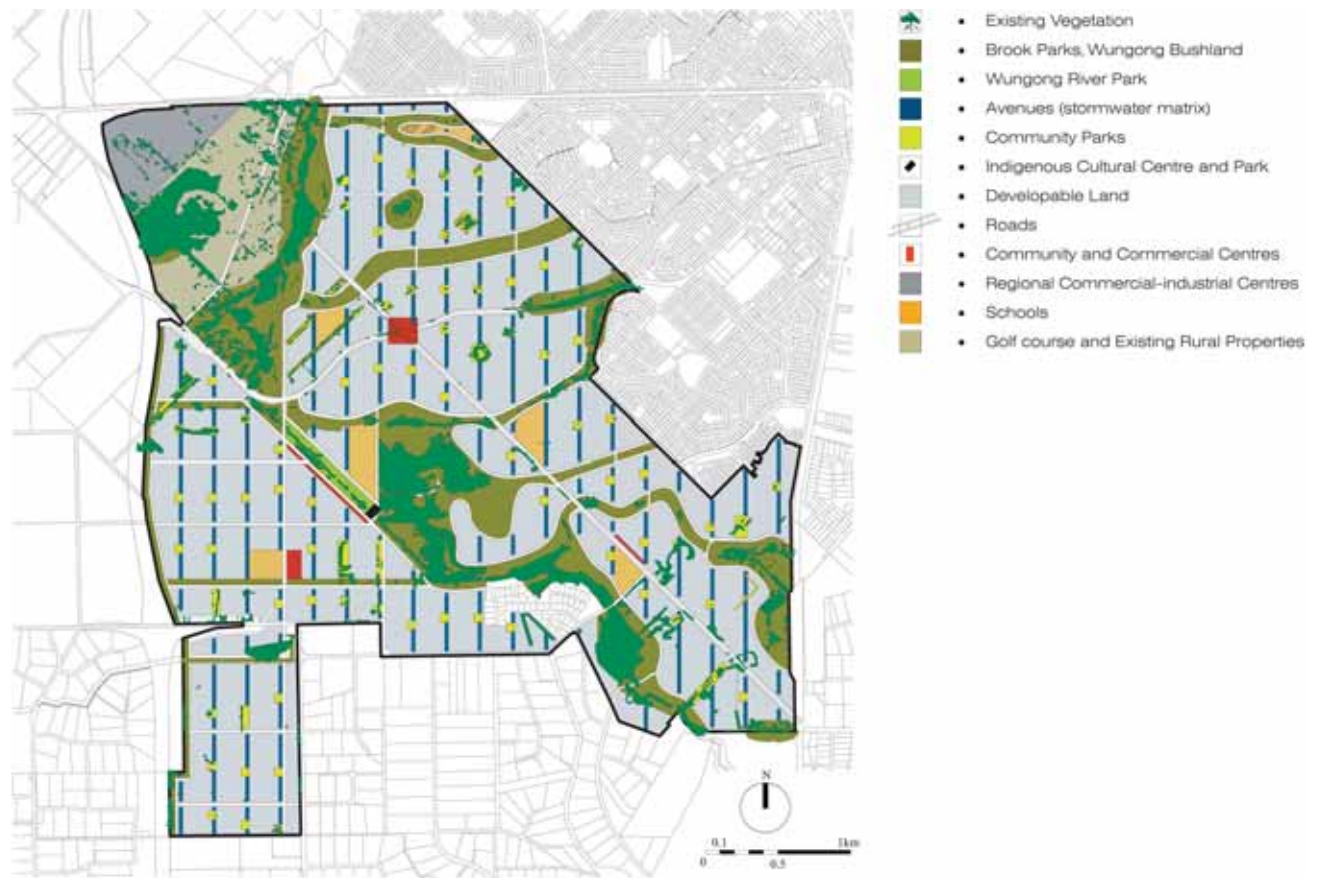 • Existing Vegetation
• Brook Parks, Wungong Bushland
• Wungong River Park
• Avenues (stormwater matrix)
• Community Parks
• Indigenous Cultural Centre and Park
• Developable Land
• Roads
• Community and Commercial Centres
• Regional Commercial-industrial Centres
• Schools
• Golf course and Existing Rural Properties
N
0.1 1km
0 0.5